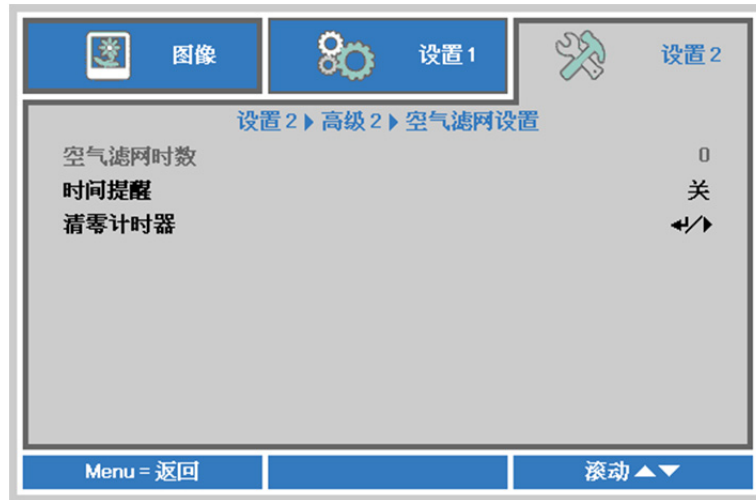 图像
设置1
设置2
设置2▶高级2▶空气滤网设置
空气滤网时数 0
时间提醒 关
清零计时器 ↵/▶
Menu = 返回
滚动▲▼